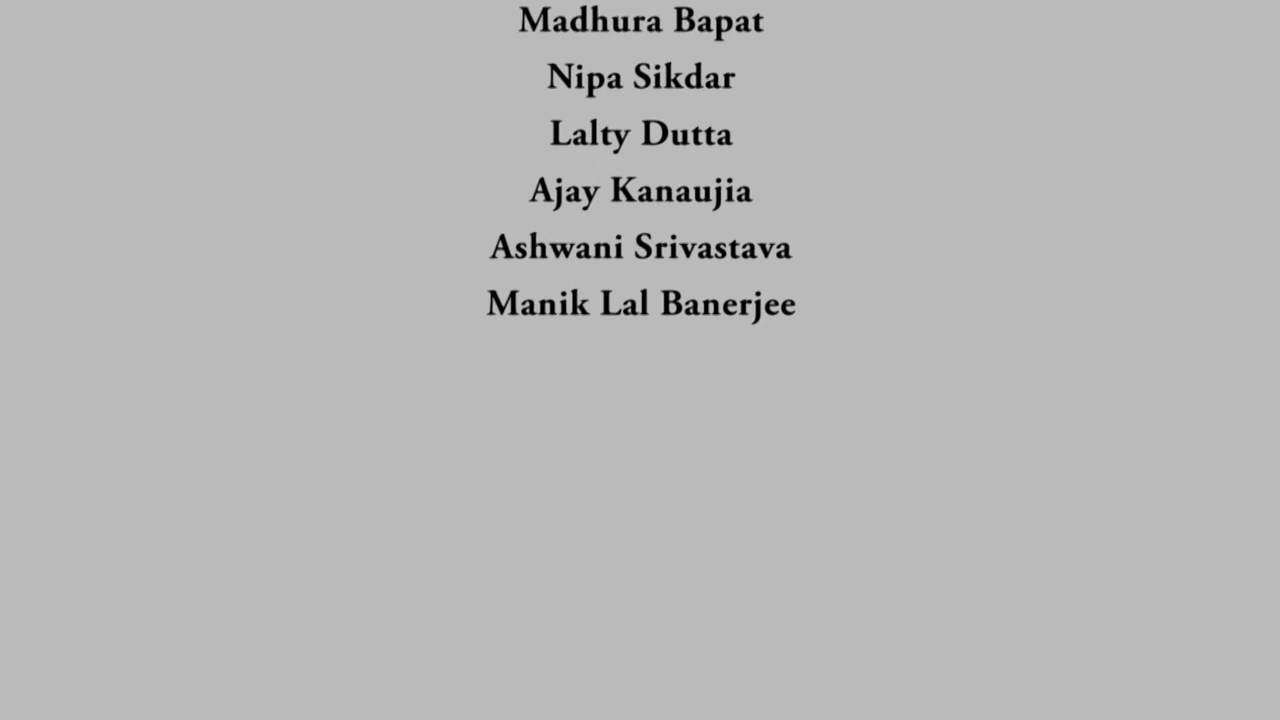 Madhura Bapat
Nipa Sikdar
Lalty Dutta
Ajay Kanaujia
Ashwani Srivastava
Manik Lal Banerjee